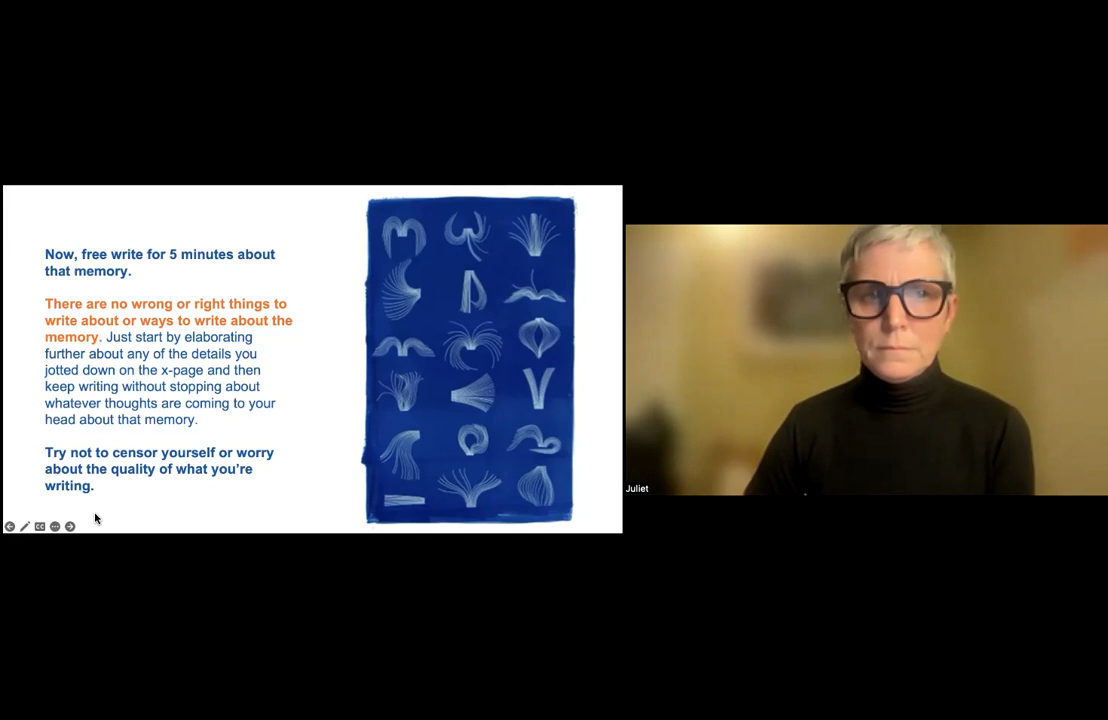 Now, free write for 5 minutes about
that memory.
There are no wrong or right things to
write about or ways to write about the
memory. Just start by elaborating
further about any of the details you
jotted down on the x-page and then
keep writing without stopping about
whatever thoughts are coming to your
head about that memory.
Try not to censor yourself or worry
about the quality of what you’re
writing.
CC
Juliet